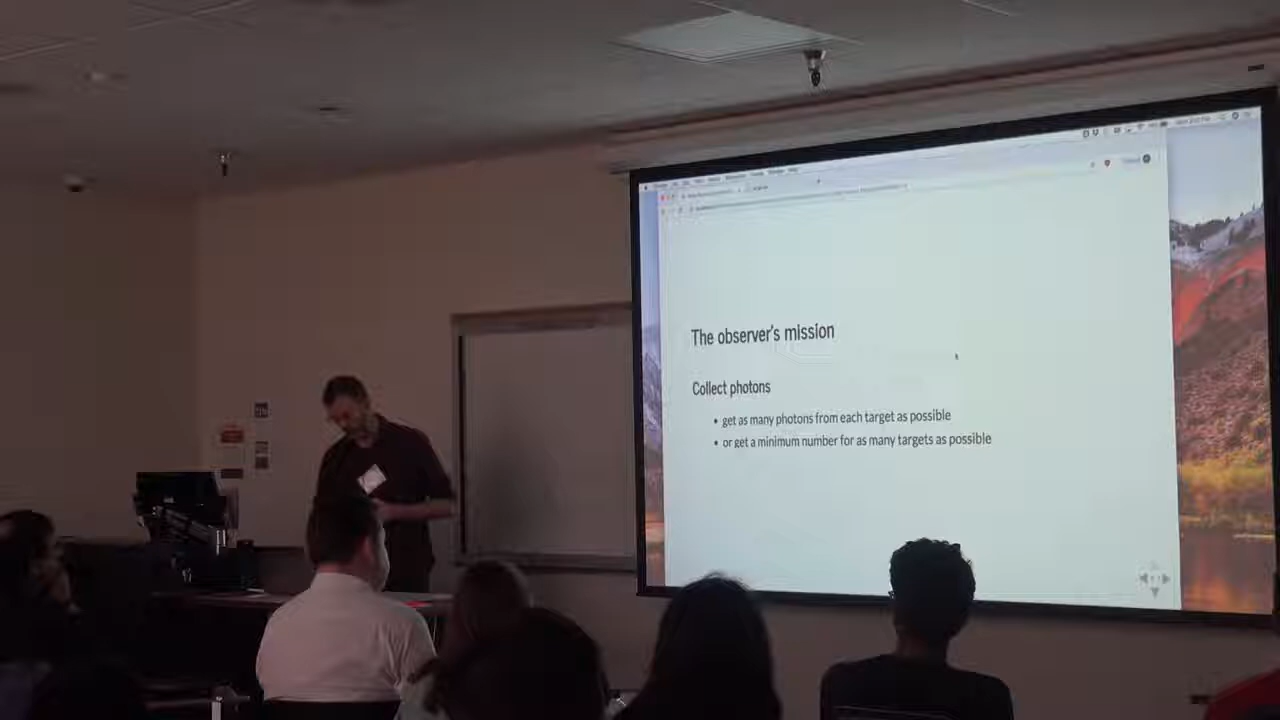 The observer's mission
Collect photons
get as many photons from each target as possible
or get a minimum number for as many targets as possible